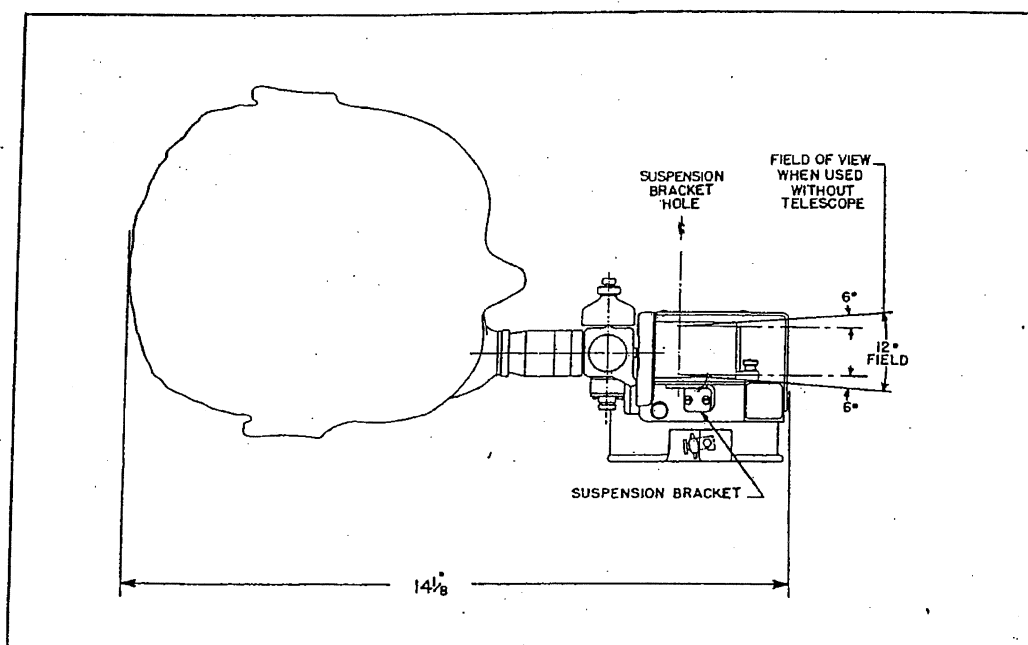 FIELD OF VIEW
WHEN USED
WITHOUT
TELESCOPE
SUSPENSION
BRACKET
HOLE
℄
6°
12°
FIELD
6°
SUSPENSION BRACKET
14⅛"